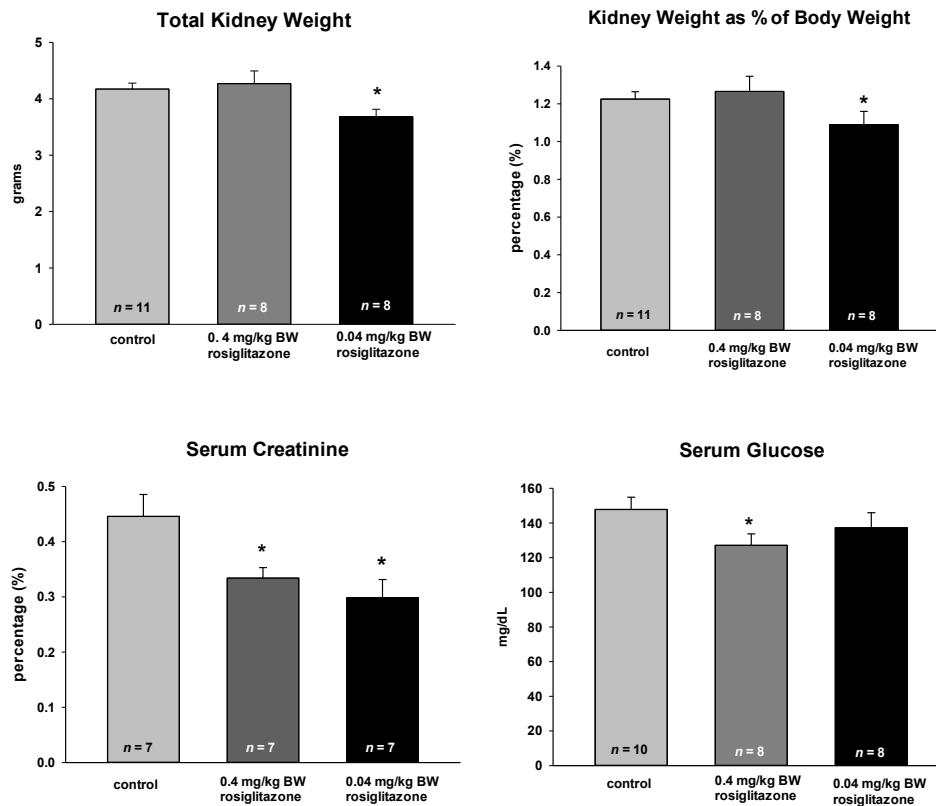 Total Kidney Weight
5
4
3
2
1
0
grams
*
n = 11
n = 8
n = 8
control
0. 4 mg/kg BW
rosiglitazone
0.04 mg/kg BW
rosiglitazone
Kidney Weight as % of Body Weight
1.4
1.2
1.0
0.8
0.6
0.4
0.2
0.0
percentage (%)
*
n = 11
n = 8
n = 8
control
0.4 mg/kg BW
rosiglitazone
0.04 mg/kg BW
rosiglitazone
Serum Creatinine
0.5
0.4
0.3
0.2
0.1
0.0
percentage (%)
*
*
n = 7
n = 7
n = 7
control
0.4 mg/kg BW
rosiglitazone
0.04 mg/kg BW
rosiglitazone
Serum Glucose
160
140
120
100
80
60
40
20
0
mg/dL
*
n = 10
n = 8
n = 8
control
0.4 mg/kg BW
rosiglitazone
0.04 mg/kg BW
rosiglitazone